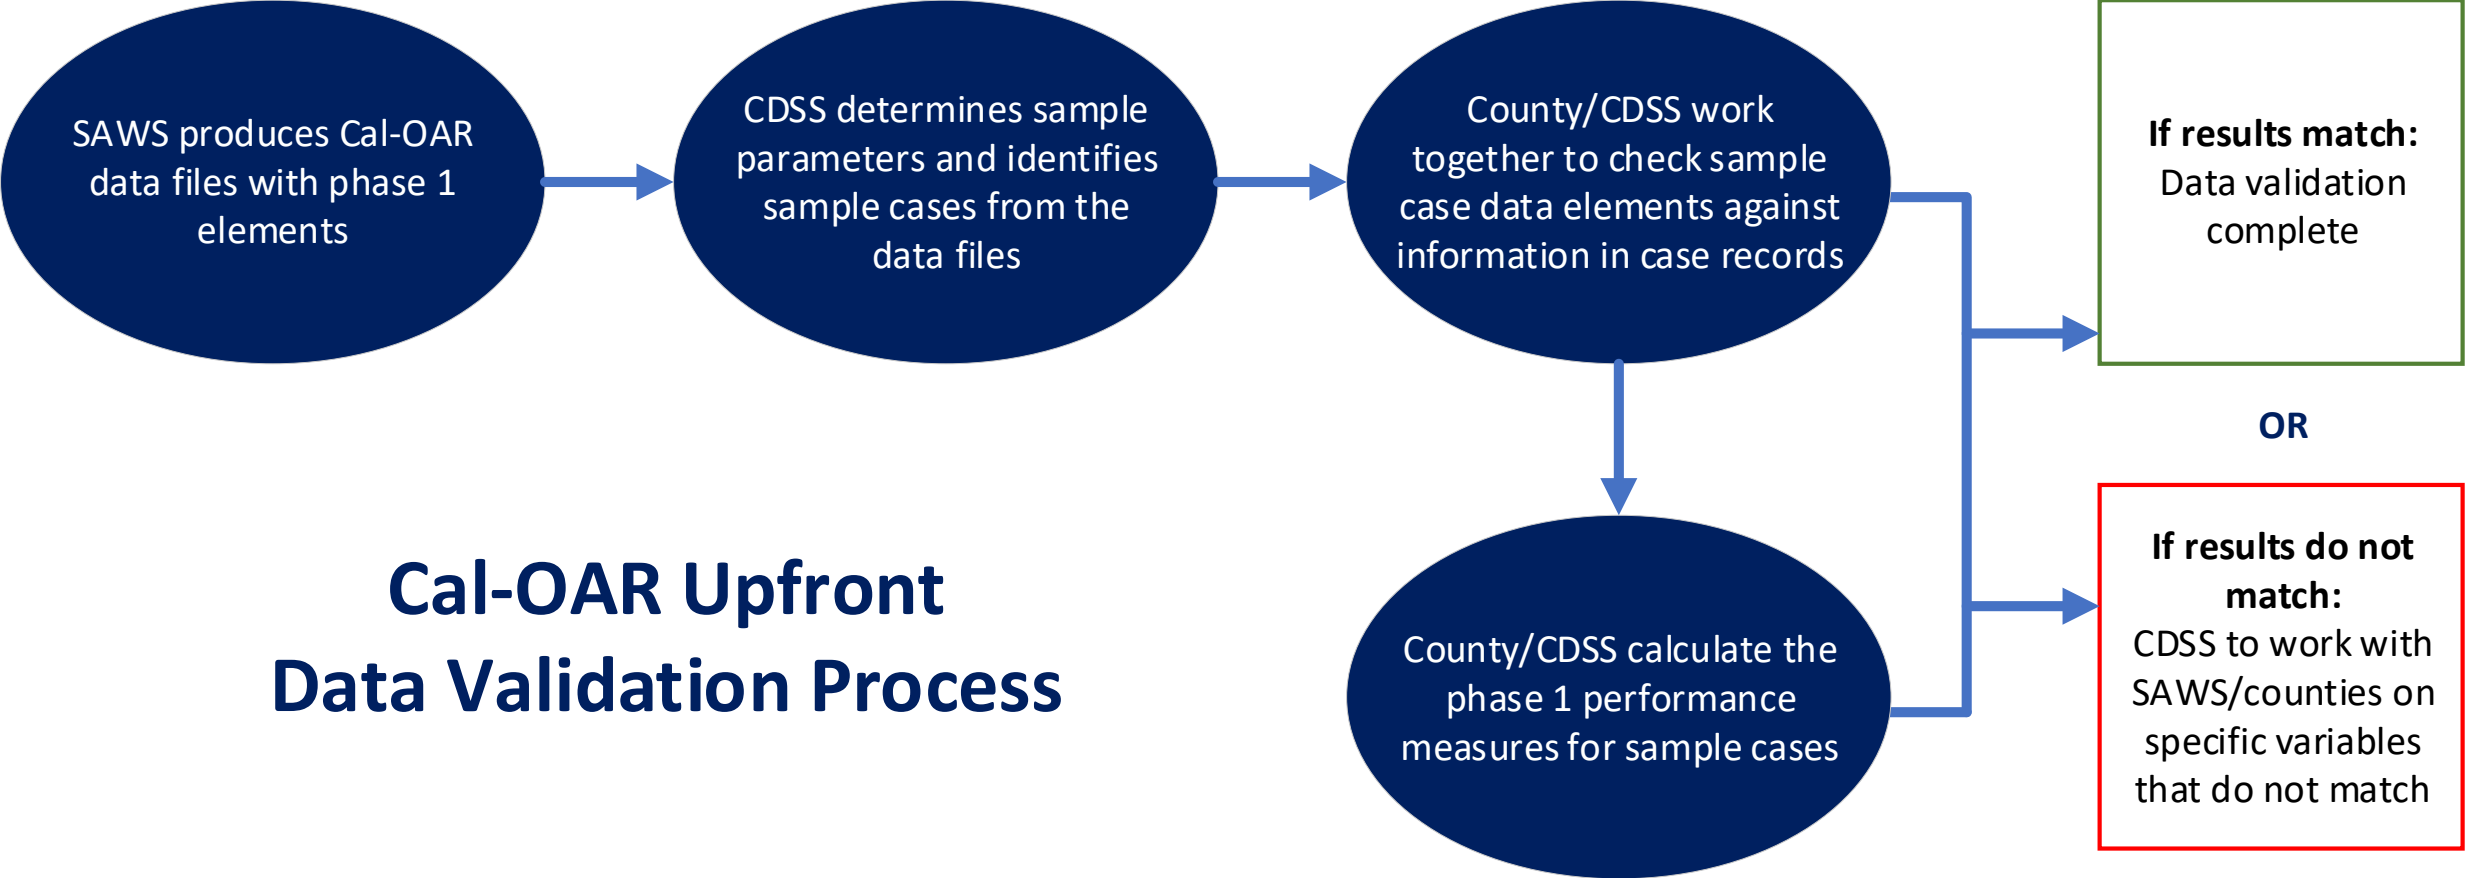 SAWS produces Cal-OAR
data files with phase 1
elements
CDSS determines sample
parameters and identifies
sample cases from the
data files
County/CDSS work
together to check sample
case data elements against
information in case records
If results match:
Data validation
complete
OR
County/CDSS calculate the
phase 1 performance
measures for sample cases
If results do not
match:
CDSS to work with
SAWS/counties on
specific variables
that do not match
Cal-OAR Upfront
Data Validation Process